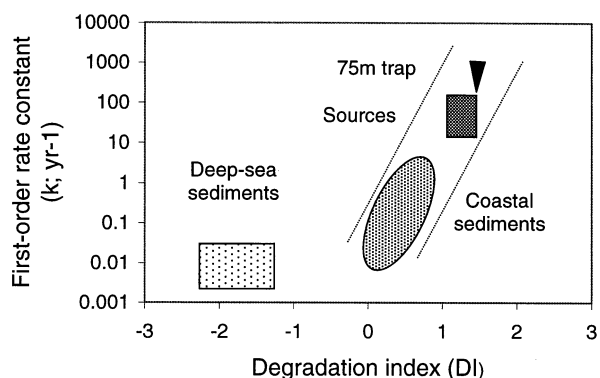 First-order rate constant
(k; yr-1)
10000
1000
100
10
1
0.1
0.01
0.001
75m trap
Sources
Deep-sea
sediments
Coastal
sediments
-3 -2 -1 0 1 2 3
Degradation index (DI)